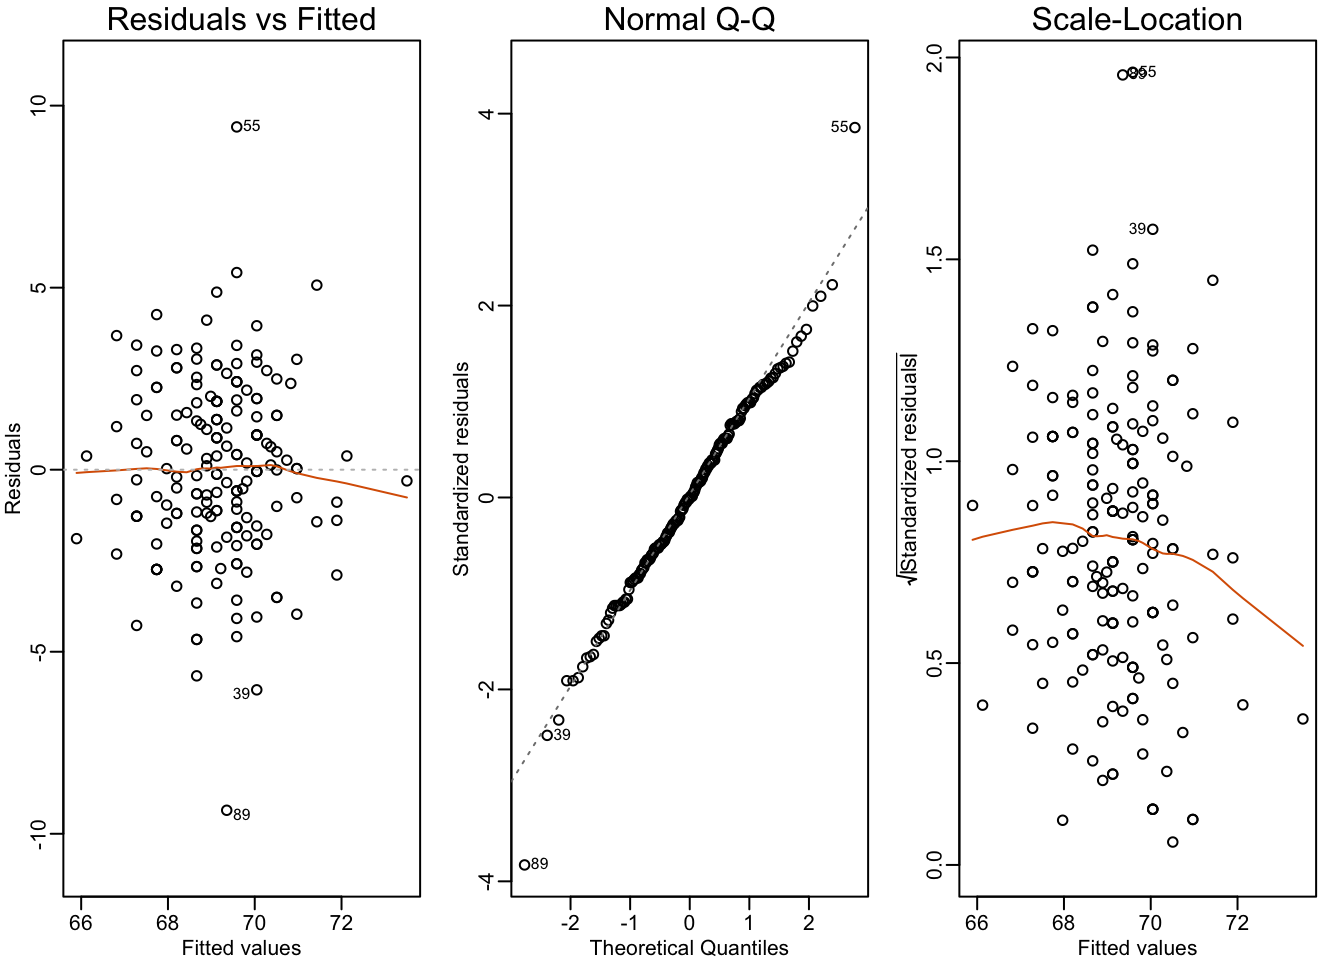 Residuals vs Fitted
10
5
0
-5
-10
Residuals
55
39
89
66 68 70 72
Fitted values
Normal Q-Q
4
2
0
-2
-4
Standardized residuals
55
39
89
-2 -1 0 1 2
Theoretical Quantiles
Scale-Location
2.0
1.5
1.0
0.5
0.0
√|Standardized residuals|
89
55
39
66 68 70 72
Fitted values